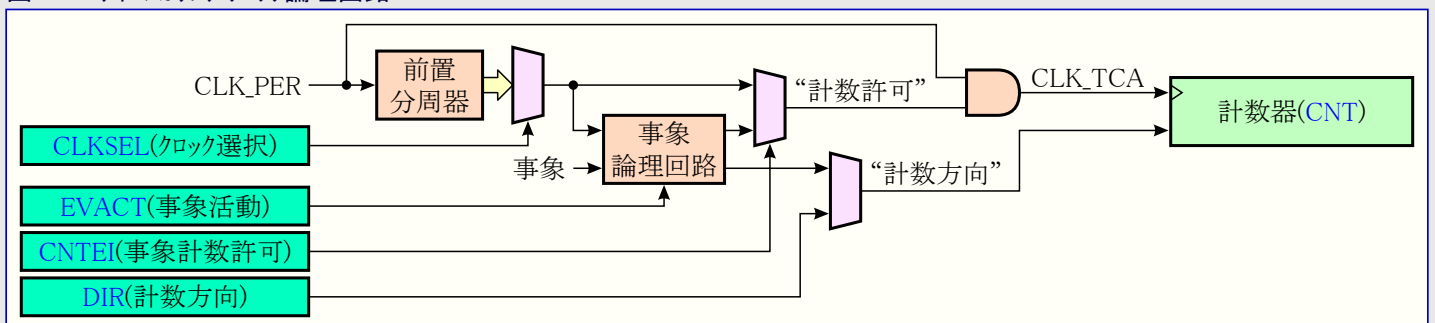 CLK_PER
前置
分周器
CLKSEL(ｸﾛｯｸ選択)
事象
事象
論理回路
EVACT(事象活動)
CNTEI(事象計数許可)
DIR(計数方向)
“計数許可”
“計数方向”
CLK_TCA
計数器(CNT)